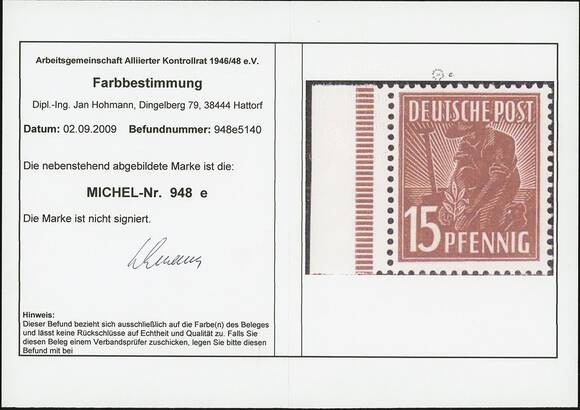 Arbeitsgemeinschaft Alliierter Kontrollrat 1946/48 e.V.
Farbbestimmung
Dipl.-Ing. Jan Hohmann, Dingelberg 79, 38444 Hattorf
Datum: 02.09.2009 Befundnummer: 948e5140
Die nebenstehend abgebildete Marke ist die:
MICHEL-Nr. 948 e
Die Marke ist nicht signiert.
Hinweis:
Dieser Befund bezieht sich ausschließlich auf die Farbe(n) des Beleges
und lässt keine Rückschlüsse auf Echtheit und Qualität zu. Falls Sie
diesen Beleg einem Verbandsprüfer zuschicken, legen Sie bitte diesen
Befund mit bei
e
DEUTSCHE POST
15 PFENNIG